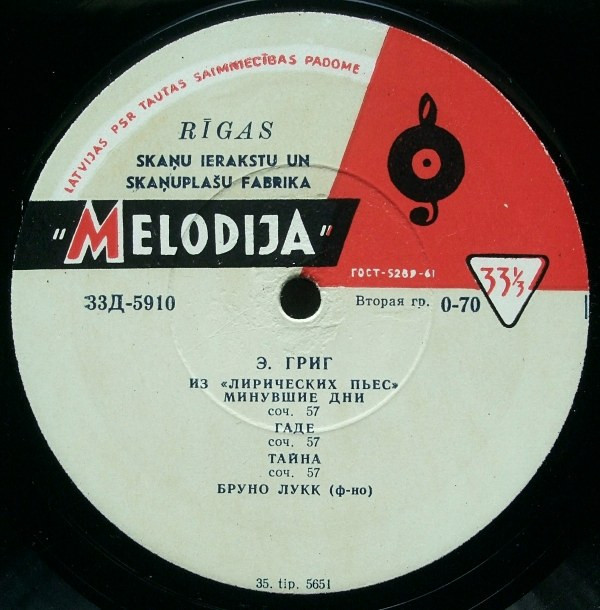 LATVIJAS PSR TAUTAS SAIMNIECĪBAS PADOME
RĪGAS
SKAŅU IERAKSTU UN
SKAŅUPLAŠU FABRIKA
"MELODIJA"
ГОСТ-5289-61
33⅓
33Д-5910
Вторая гр. 0-70
Э. ГРИГ
ИЗ «ЛИРИЧЕСКИХ ПЬЕС»
МИНУВШИЕ ДНИ
соч. 57
ГАДЕ
соч. 57
ТАЙНА
соч. 57
БРУНО ЛУКК (ф-но)
35. tip. 5651